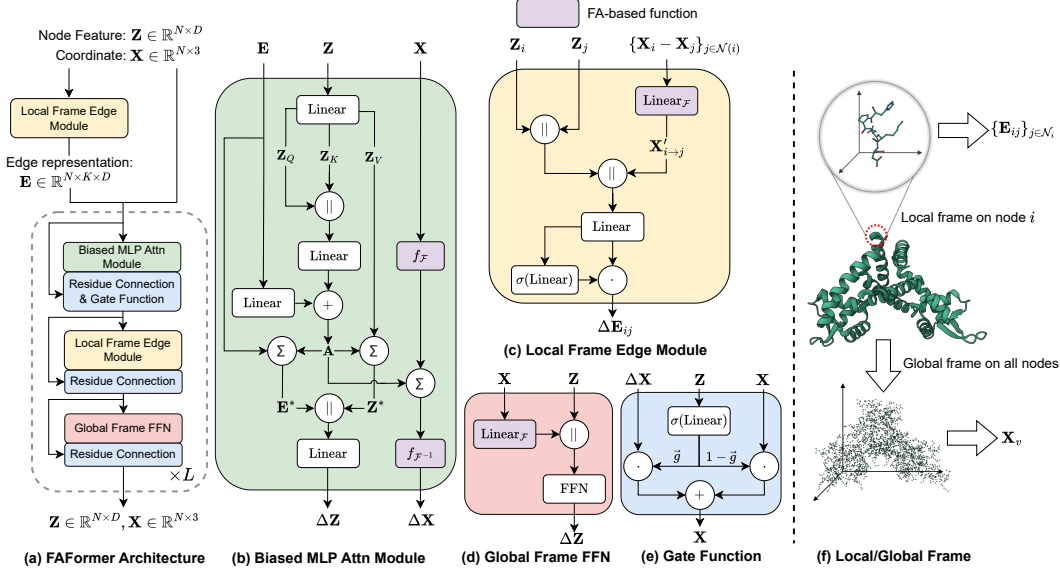 Node Feature: Z ∈ ℝ^{N×D}
Coordinate: X ∈ ℝ^{N×3}
Local Frame Edge
Module
Edge representation:
E ∈ ℝ^{N×K×D}
Biased MLP Attn
Module
Residue Connection
& Gate Function
Local Frame Edge
Module
Residue Connection
Global Frame FFN
Residue Connection
×L
Z ∈ ℝ^{N×D}, X ∈ ℝ^{N×3}
(a) FAFormer Architecture
E Z X
Linear
Z_Q Z_K Z_V
||
Linear
f_F
Linear
+
Σ A Σ
Σ
E* || Z*
Linear
f_{F^{-1}}
ΔZ ΔX
(b) Biased MLP Attn Module
FA-based function
Z_i Z_j {X_i − X_j}_{j∈N(i)}
Linear_F
||
X'_{i→j}
||
Linear
σ(Linear)
·
ΔE_{ij}
(c) Local Frame Edge Module
X Z
Linear_F
||
FFN
ΔZ
(d) Global Frame FFN
ΔX Z X
σ(Linear)
· g⃗ 1 − g⃗ ·
+
X
(e) Gate Function
{E_{ij}}_{j∈N_i}
Local frame on node i
Global frame on all nodes
X_v
(f) Local/Global Frame